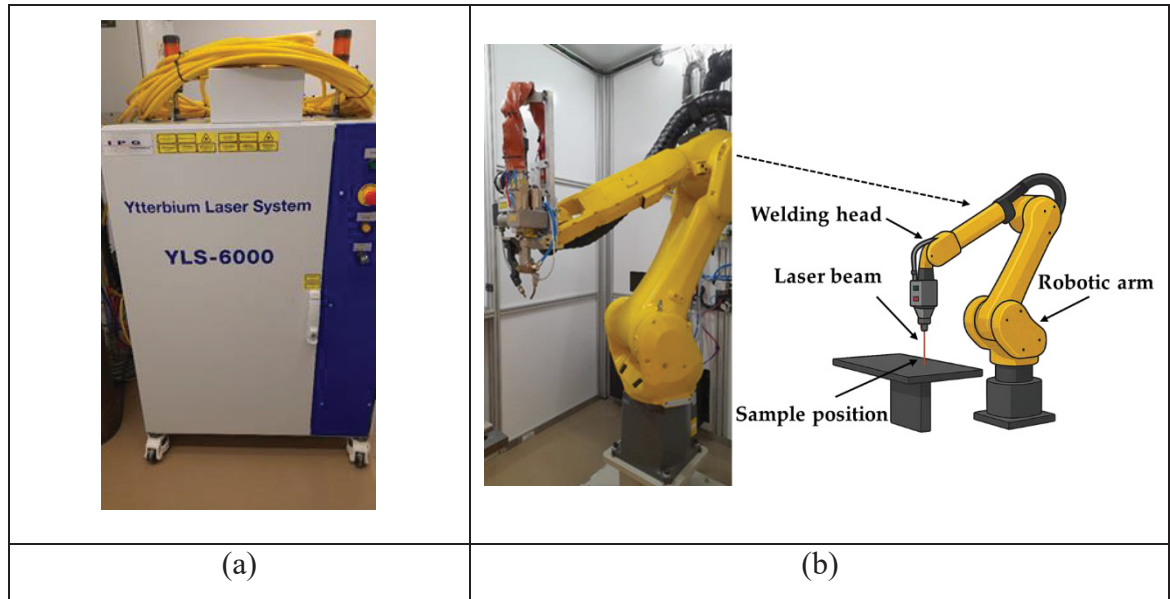 IPG
Ytterbium Laser System
YLS-6000
Welding head
Laser beam
Robotic arm
Sample position
(a)
(b)